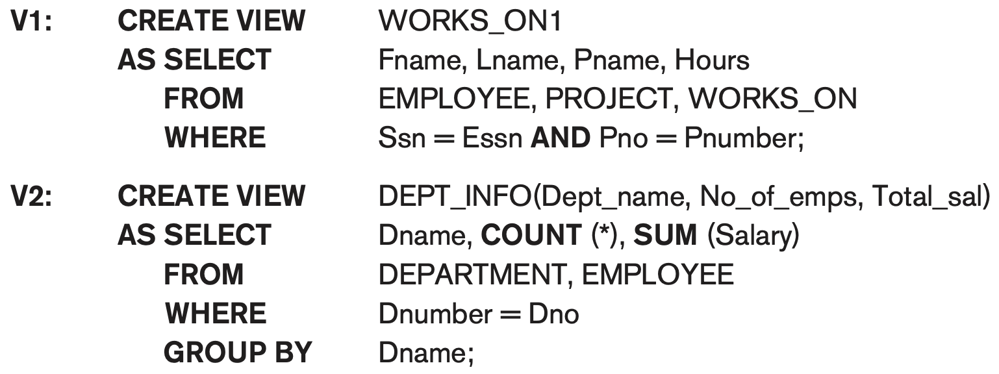 V1: CREATE VIEW WORKS_ON1
AS SELECT Fname, Lname, Pname, Hours
FROM EMPLOYEE, PROJECT, WORKS_ON
WHERE Ssn = Essn AND Pno = Pnumber;
V2: CREATE VIEW DEPT_INFO(Dept_name, No_of_emps, Total_sal)
AS SELECT Dname, COUNT (*), SUM (Salary)
FROM DEPARTMENT, EMPLOYEE
WHERE Dnumber = Dno
GROUP BY Dname;